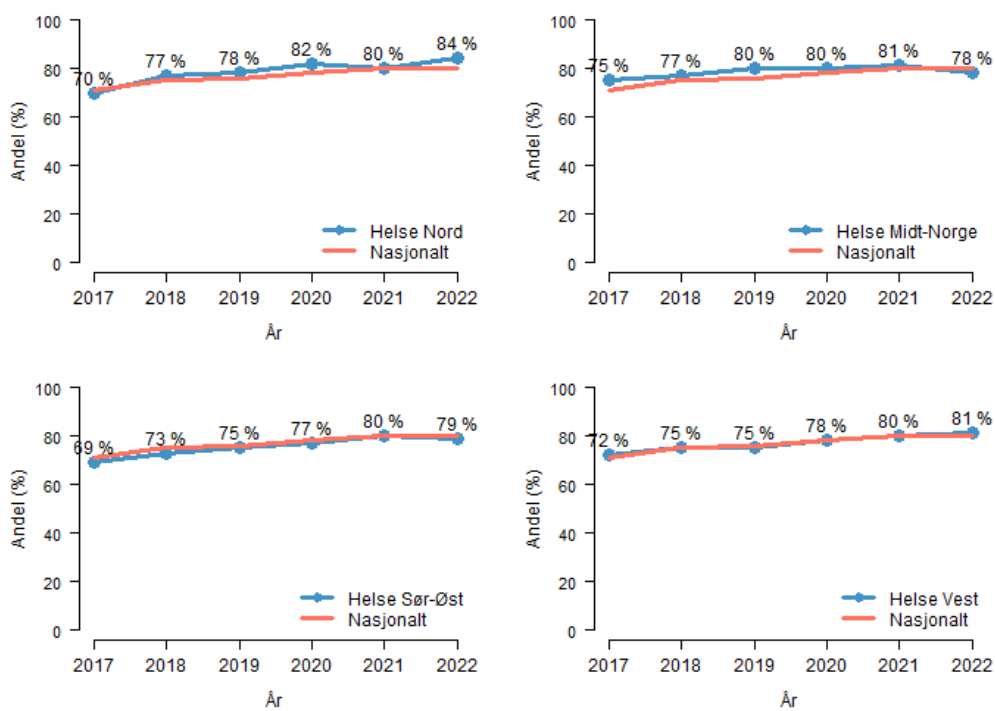 100
80
60
40
20
0
Andel (%)
70 %
77 %
78 %
82 %
80 %
84 %
Helse Nord
Nasjonalt
2017 2018 2019 2020 2021 2022
År
100
80
60
40
20
0
Andel (%)
75 %
77 %
80 %
80 %
81 %
78 %
Helse Midt-Norge
Nasjonalt
2017 2018 2019 2020 2021 2022
År
100
80
60
40
20
0
Andel (%)
69 %
73 %
75 %
77 %
80 %
79 %
Helse Sør-Øst
Nasjonalt
2017 2018 2019 2020 2021 2022
År
100
80
60
40
20
0
Andel (%)
72 %
75 %
75 %
78 %
80 %
81 %
Helse Vest
Nasjonalt
2017 2018 2019 2020 2021 2022
År